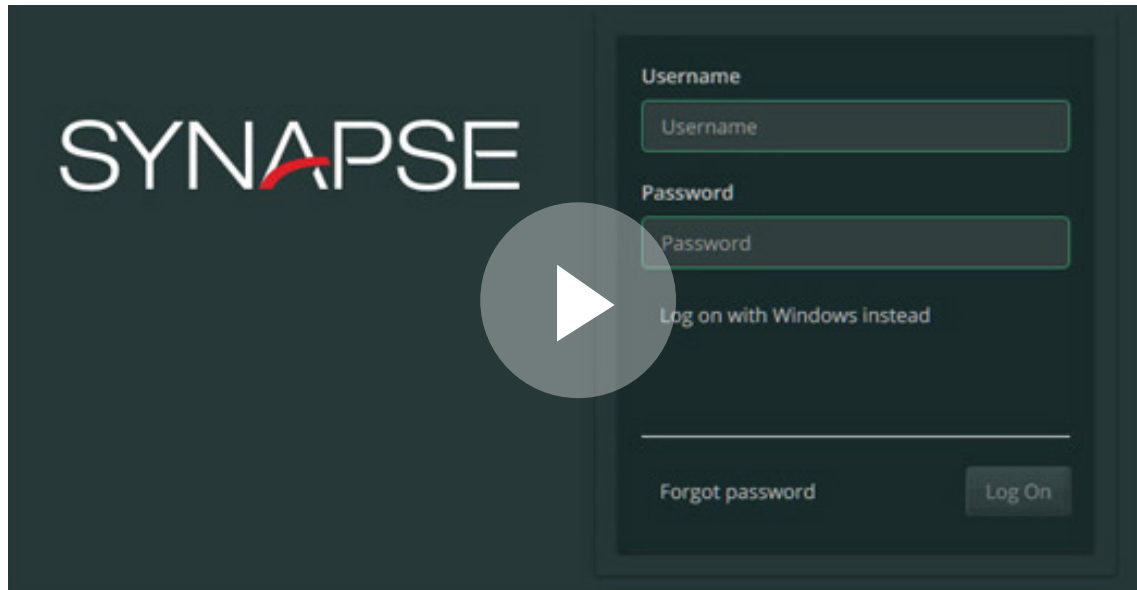 SYNAPSE
Username
Username
Password
Password
Log on with Windows instead
Forgot password
Log On